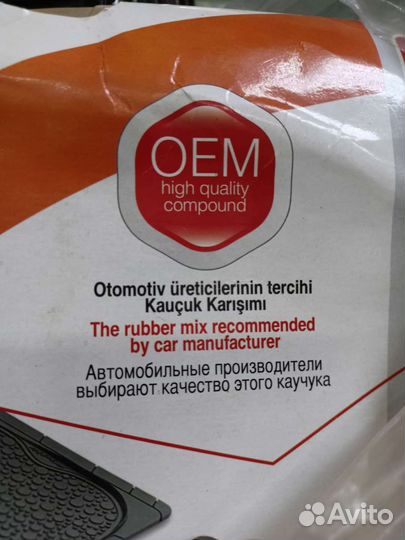 OEM
high quality
compound
Otomotiv üreticilerinin tercihi
Kauçuk Karışımı
The rubber mix recommended
by car manufacturer
Автомобильные производители
выбирают качество этого каучука
Avito